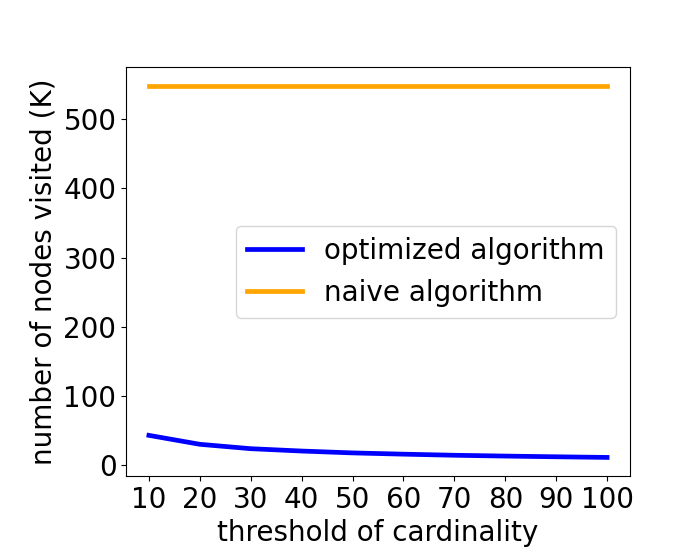 number of nodes visited (K)
500
400
300
200
100
0
optimized algorithm
naive algorithm
10 20 30 40 50 60 70 80 90 100
threshold of cardinality